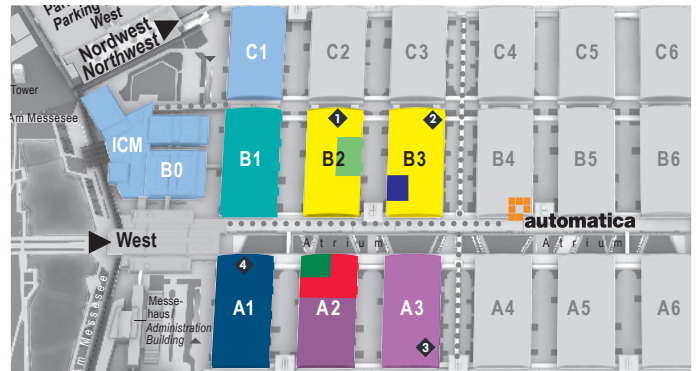 Parking
West
Nordwest
Northwest
Tower
Am Messesee
ICM
B0
C1
C2
C3
C4
C5
C6
1
2
B1
B2
B3
B4
B5
B6
automatica
West
Atrium
Atrium
4
A1
A2
A3
A4
A5
A6
3
Messe-
haus/
Administration
Building
m Messasee